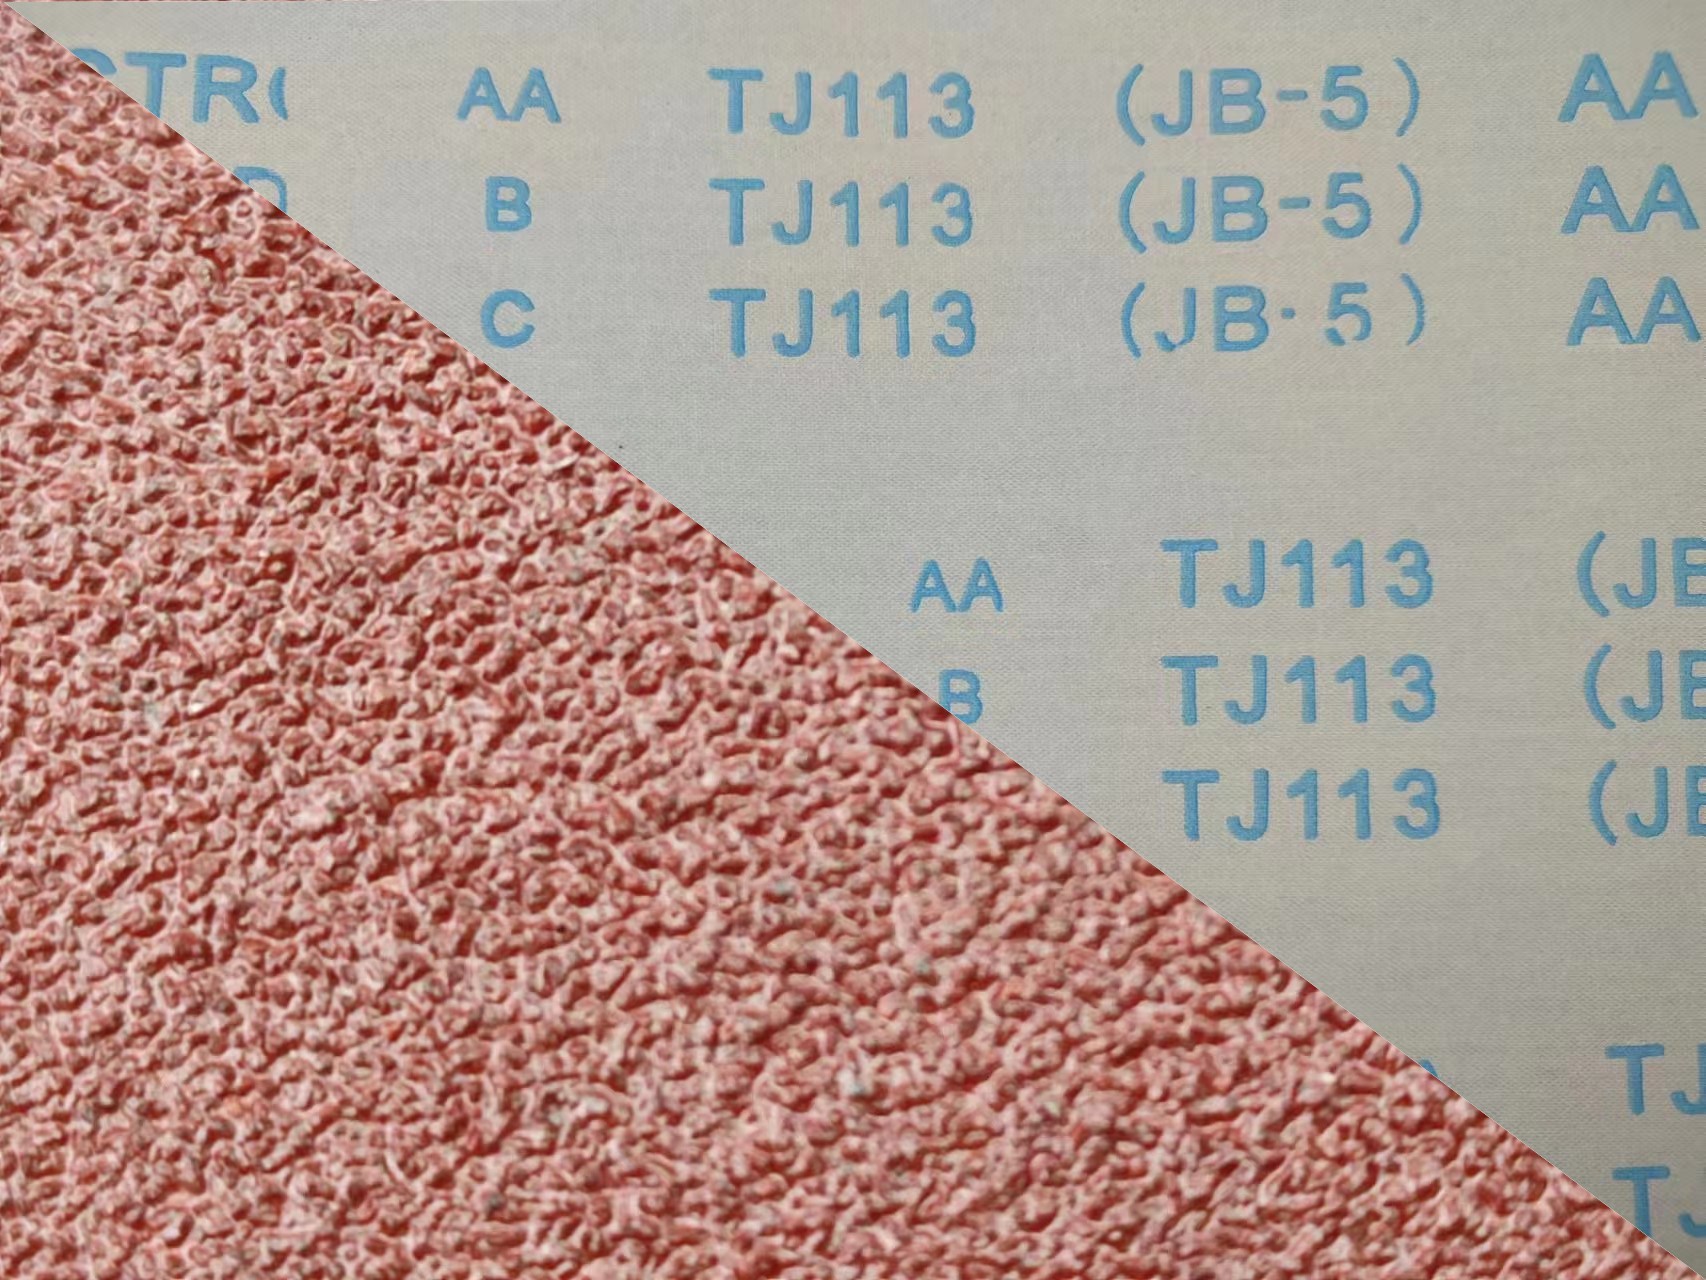 AA TJ113 (JB-5) AA
B TJ113 (JB-5) AA
C TJ113 (JB-5) AA
AA TJ113
B TJ113
TJ113